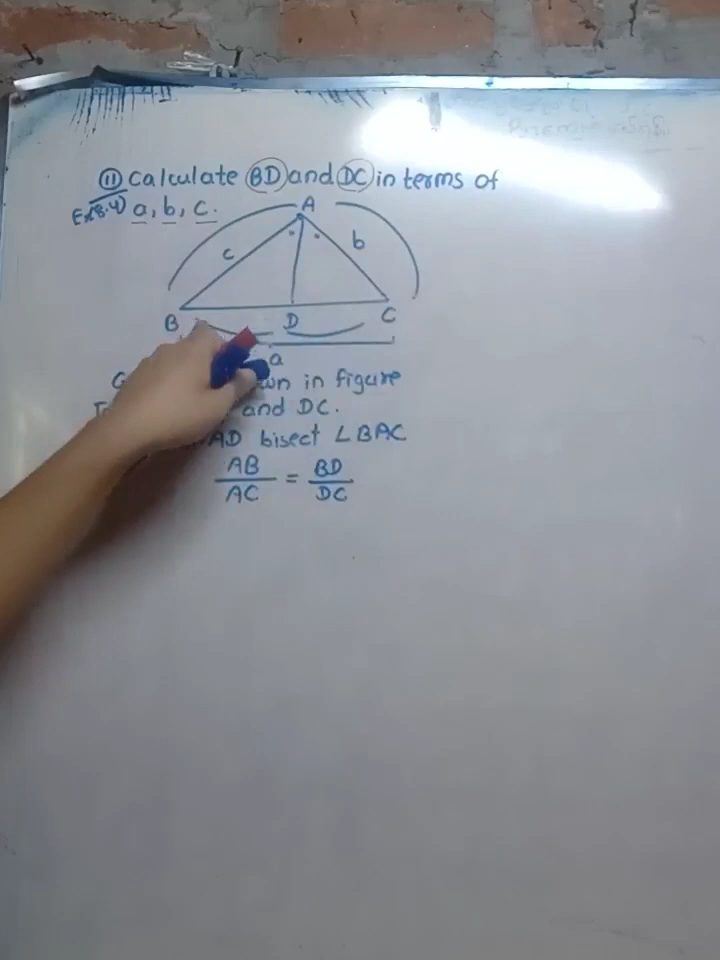 ⑪ Calculate BD and DC in terms of
Ex(8.4) a, b, c.
A
c
b
B
D
C
a
in figure
and DC.
AD bisect ∠BAC
AB/AC = BD/DC